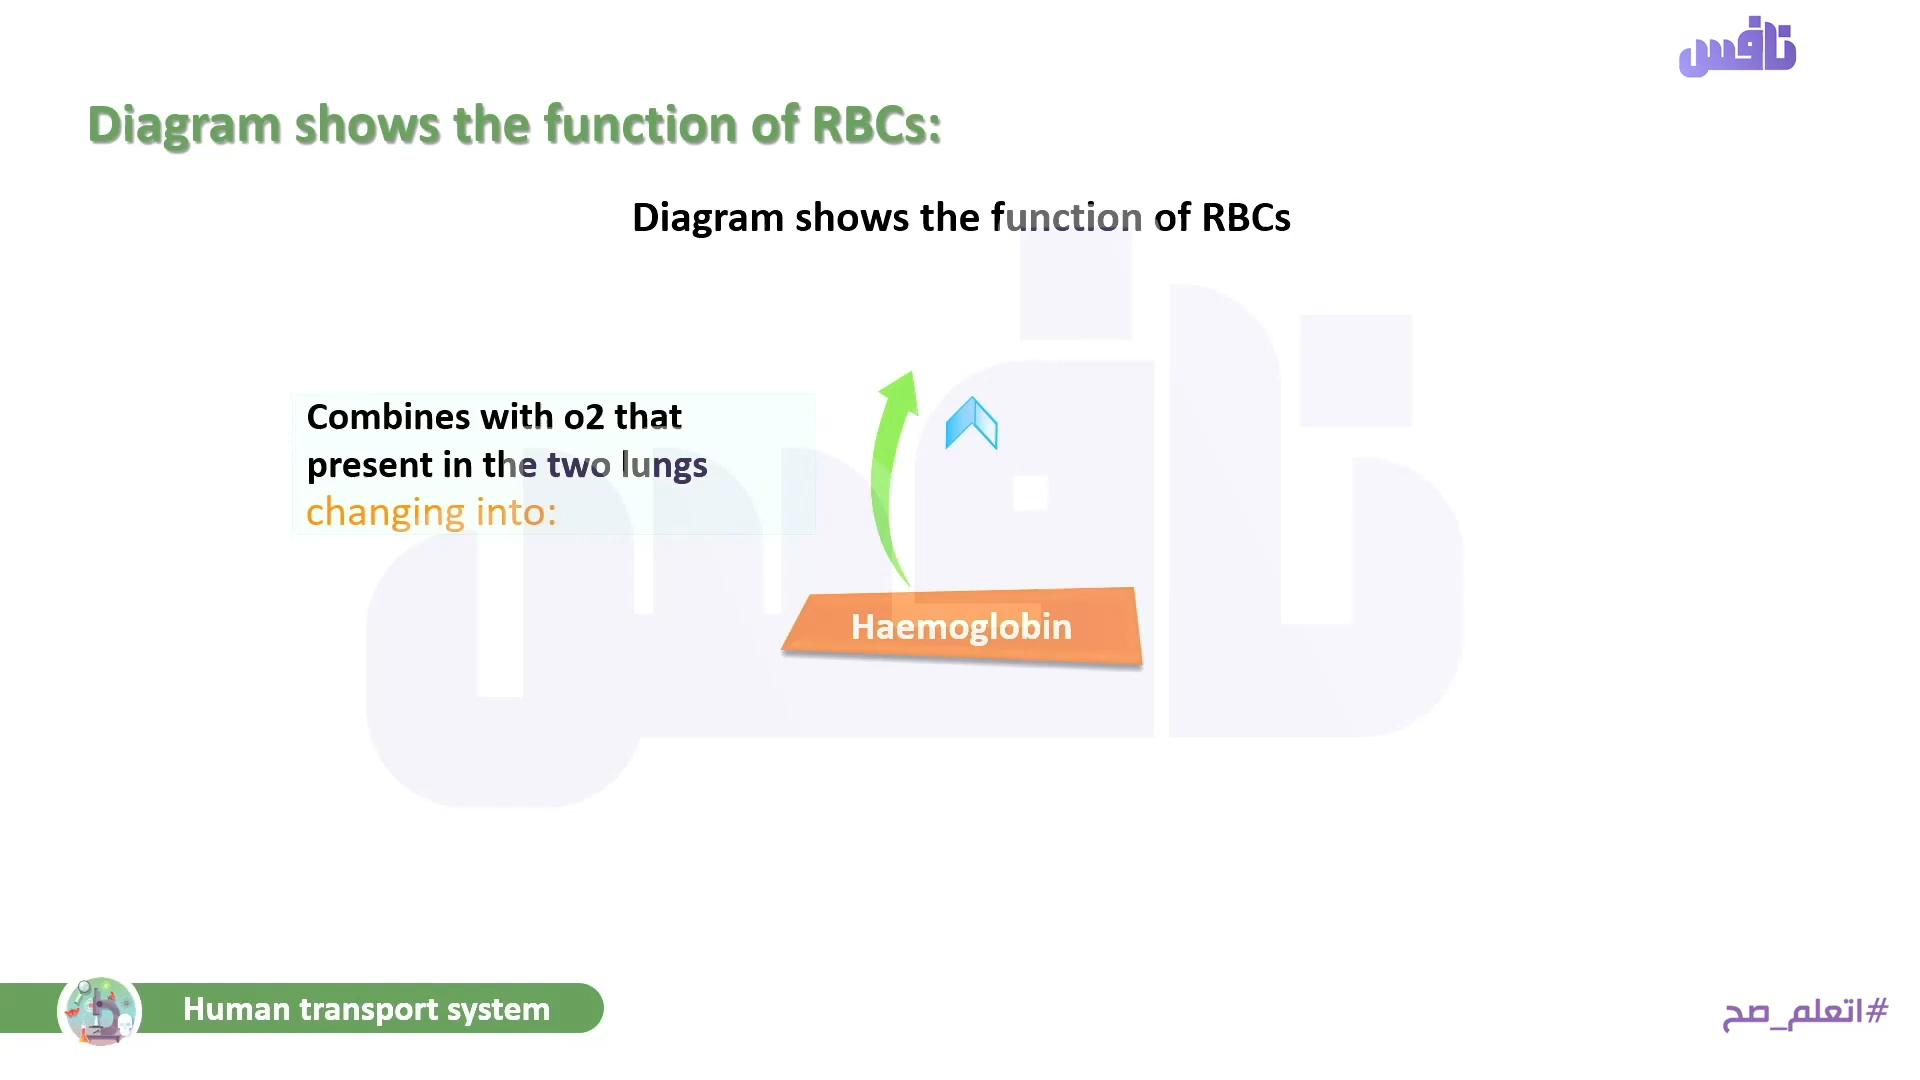 نافس
Diagram shows the function of RBCs:
Diagram shows the function of RBCs
Combines with o2 that
present in the two lungs
changing into:
Haemoglobin
Human transport system
#اتعلم_صح